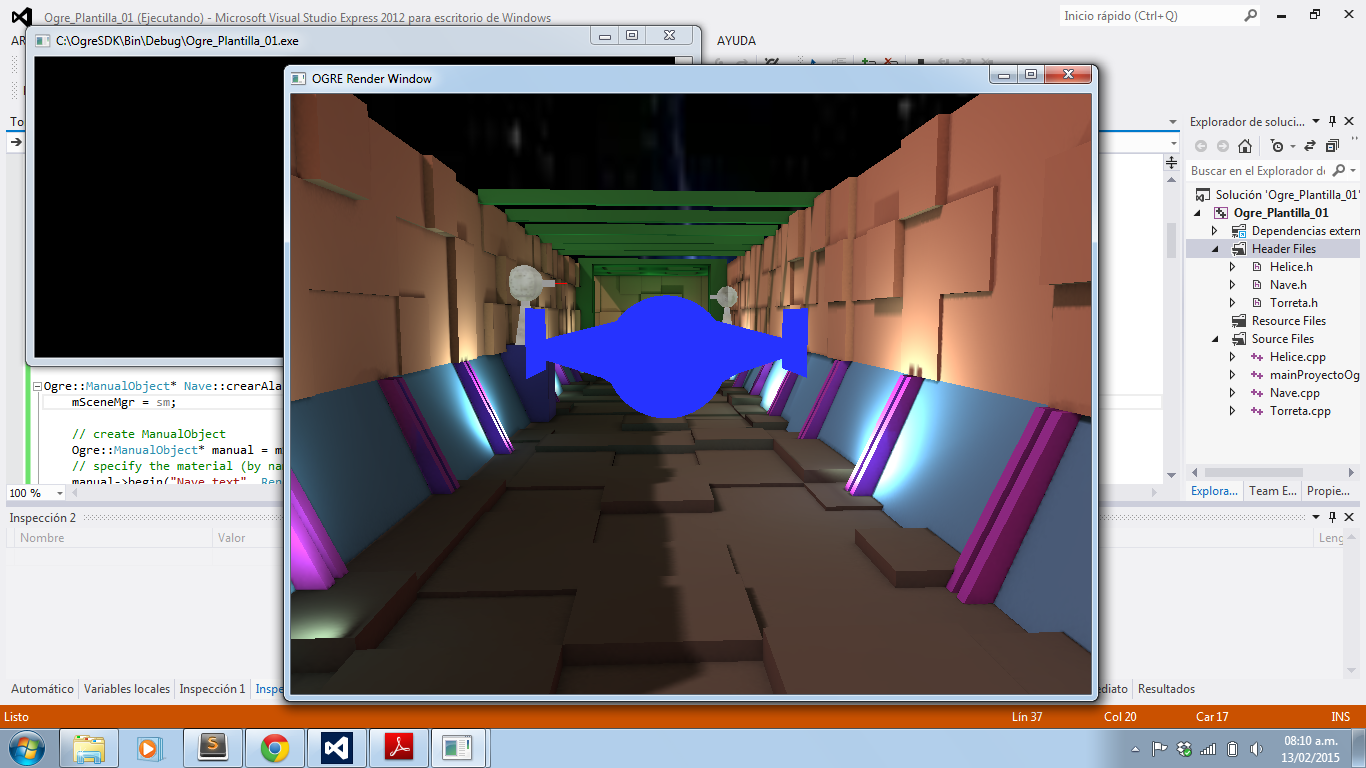 Ogre_Plantilla_01 (Ejecutando) - Microsoft Visual Studio Express 2012 para escritorio de Windows
Inicio rápido (Ctrl+Q)
C:\OgreSDK\Bin\Debug\Ogre_Plantilla_01.exe
AYUDA
OGRE Render Window
Explorador de soluci...
Buscar en el Explorador de
Solución 'Ogre_Plantilla_01'
Ogre_Plantilla_01
Dependencias extern
Header Files
Helice.h
Nave.h
Torreta.h
Resource Files
Source Files
Helice.cpp
mainProyectoOg
Nave.cpp
Torreta.cpp
Ogre::ManualObject* Nave::crearAla
mSceneMgr = sm;
// create ManualObject
Ogre::ManualObject* manual = m
// specify the material (by na
manual->begin("Nave_text", Ren
100 %
Explora...
Team E...
Propie...
Inspección 2
Nombre
Valor
Automático
Variables locales
Inspección 1
Inspe
ediato
Resultados
Listo
Lín 37
Col 20
Car 17
INS
08:10 a.m.
13/02/2015